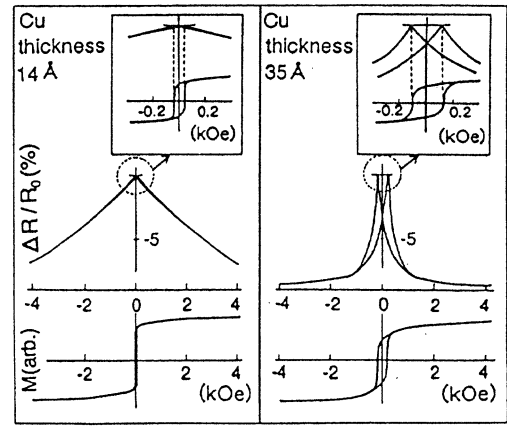 Cu
thickness
14 Å
-0.2 0.2
(kOe)
ΔR/R₀(%)
-5
-4 -2 0 2 4
M(arb.)
-2 2 4
(kOe)
Cu
thickness
35 Å
-0.2 0.2
(kOe)
-5
-4 -2 0 2 4
-2 2 4
(kOe)